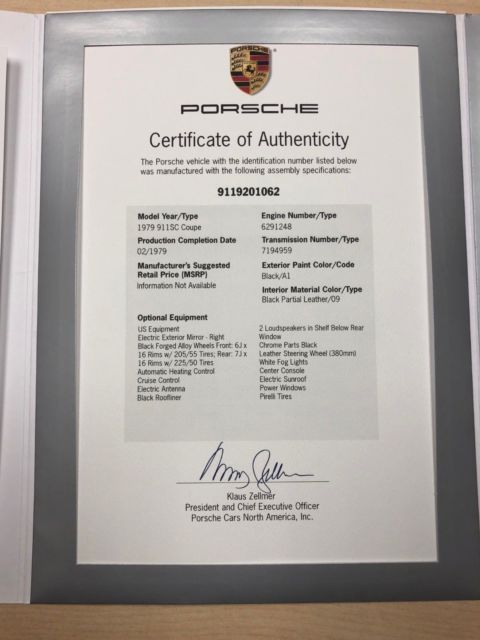 PORSCHE
PORSCHE
Certificate of Authenticity
The Porsche vehicle with the identification number listed below
was manufactured with the following assembly specifications:
9119201062
Model Year/Type
1979 911SC Coupe
Production Completion Date
02/1979
Manufacturer's Suggested
Retail Price (MSRP)
Information Not Available
Engine Number/Type
6291248
Transmission Number/Type
7194959
Exterior Paint Color/Code
Black/A1
Interior Material Color/Type
Black Partial Leather/09
Optional Equipment
US Equipment
Electric Exterior Mirror - Right
Black Forged Alloy Wheels Front: 6J x
16 Rims w/ 205/55 Tires; Rear: 7J x
16 Rims w/ 225/50 Tires
Automatic Heating Control
Cruise Control
Electric Antenna
Black Roofliner
2 Loudspeakers in Shelf Below Rear
Window
Chrome Parts Black
Leather Steering Wheel (380mm)
White Fog Lights
Center Console
Electric Sunroof
Power Windows
Pirelli Tires
Klaus Zellmer
President and Chief Executive Officer
Porsche Cars North America, Inc.